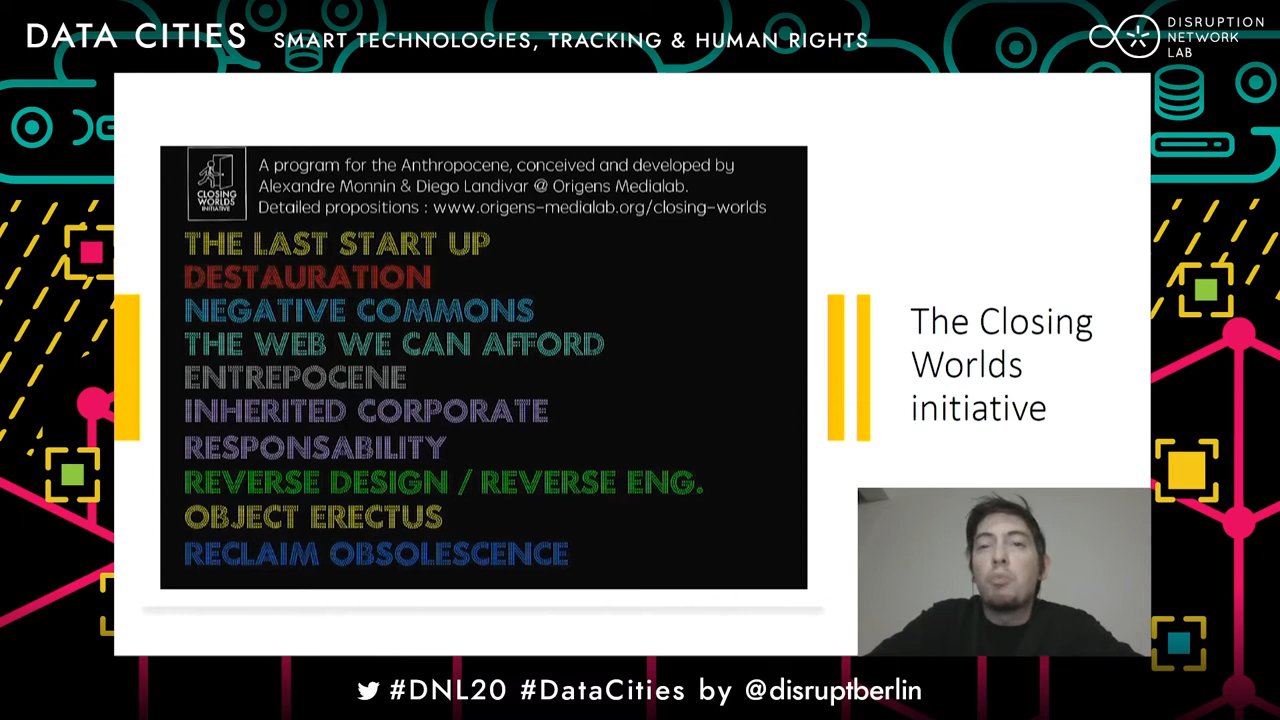 DATA CITIES SMART TECHNOLOGIES, TRACKING & HUMAN RIGHTS
DISRUPTION
NETWORK
LAB
CLOSING
WORLDS
INITIATIVE
A program for the Anthropocene, conceived and developed by
Alexandre Monnin & Diego Landivar @ Origens Medialab.
Detailed propositions : www.origens-medialab.org/closing-worlds
THE LAST START UP
DESTAURATION
NEGATIVE COMMONS
THE WEB WE CAN AFFORD
ENTREPOCENE
INHERITED CORPORATE
RESPONSABILITY
REVERSE DESIGN / REVERSE ENG.
OBJECT ERECTUS
RECLAIM OBSOLESCENCE
The Closing
Worlds
initiative
#DNL20 #DataCities by @disruptberlin